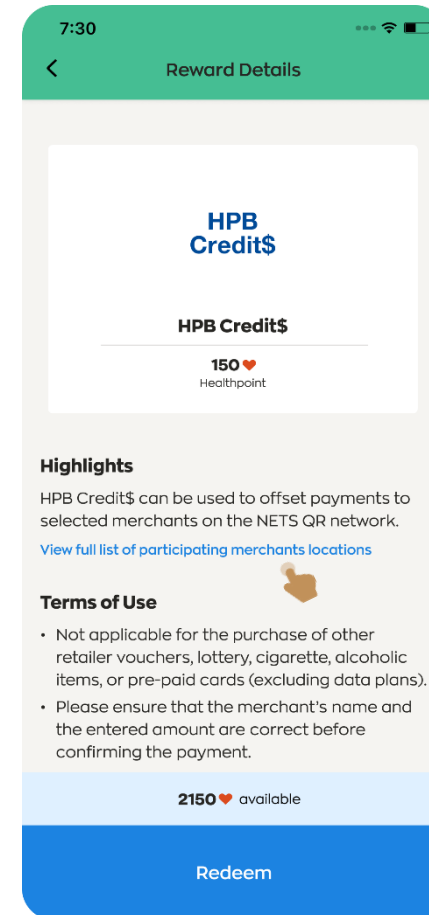 7:30
Reward Details
HPB
Credit$
HPB Credit$
150
Healthpoint
Highlights
HPB Credit$ can be used to offset payments to
selected merchants on the NETS QR network.
View full list of participating merchants locations
Terms of Use
• Not applicable for the purchase of other
retailer vouchers, lottery, cigarette, alcoholic
items, or pre-paid cards (excluding data plans).
• Please ensure that the merchant's name and
the entered amount are correct before
confirming the payment.
2150 available
Redeem